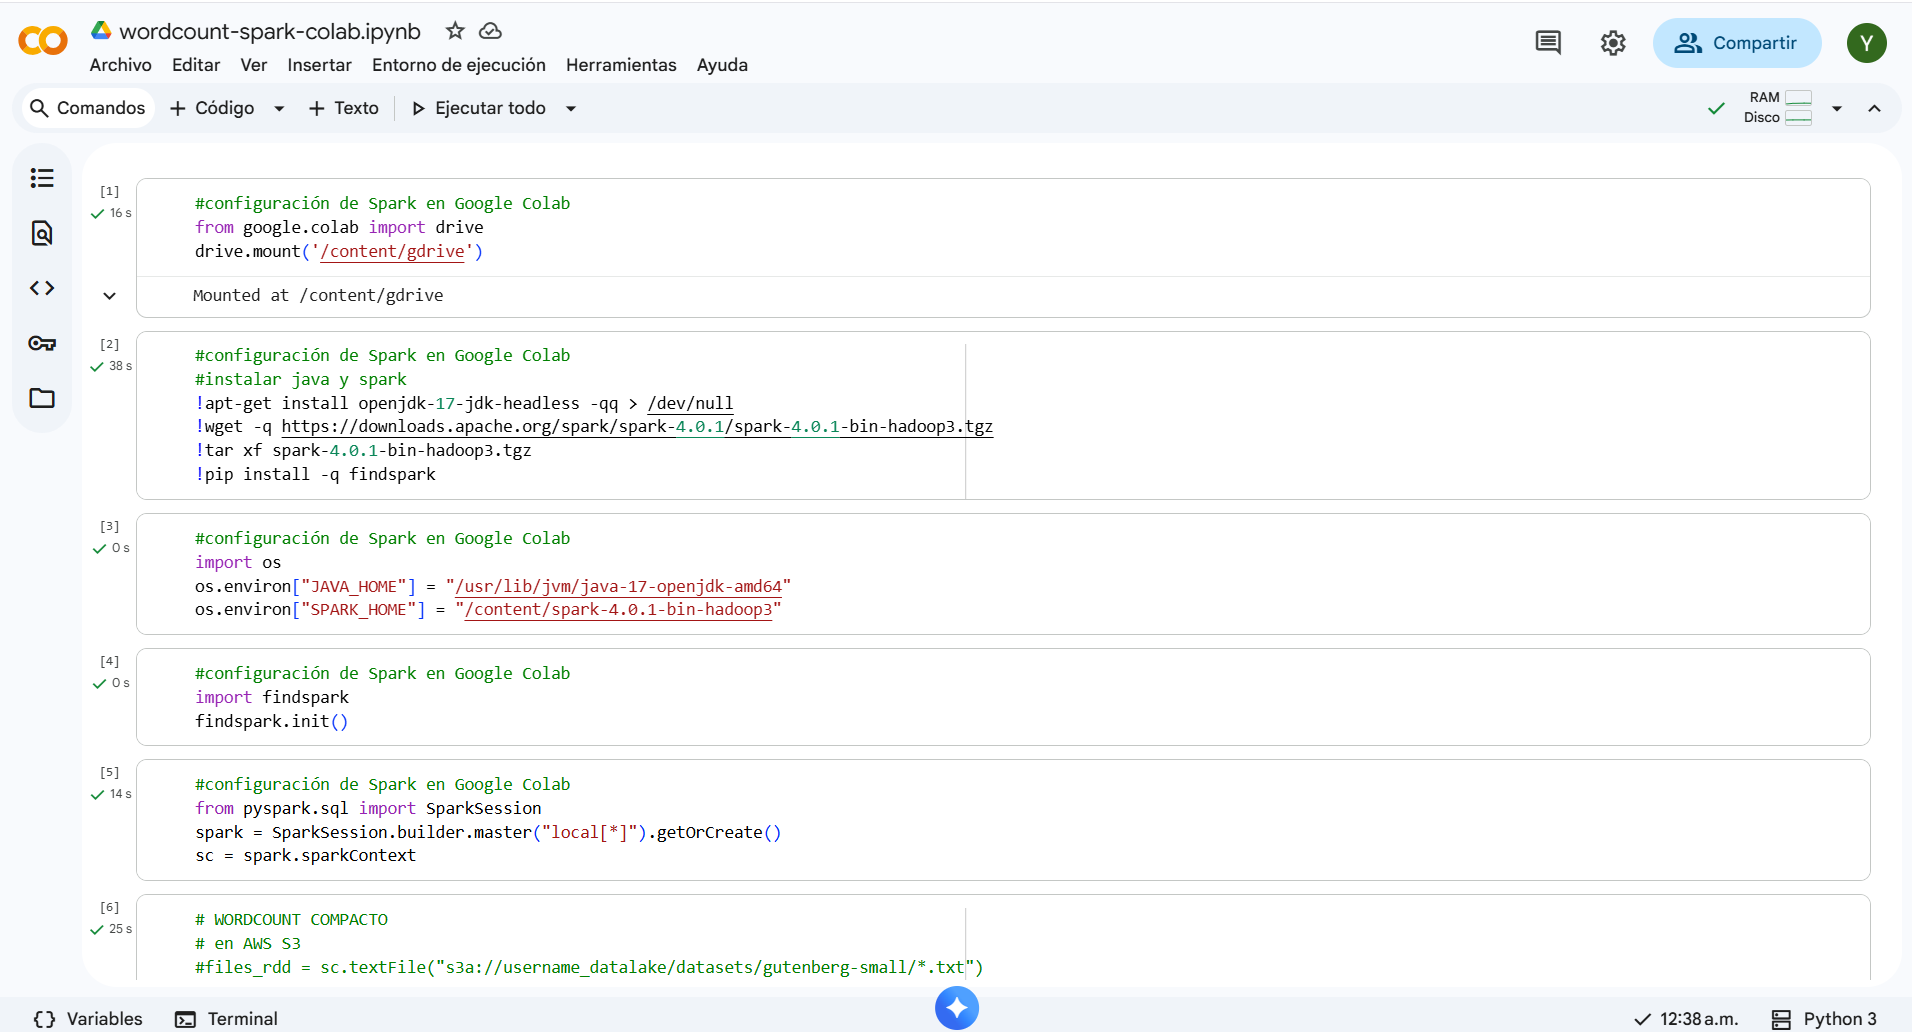 wordcount-spark-colab.ipynb
Archivo Editar Ver Insertar Entorno de ejecución Herramientas Ayuda
Compartir
Y
Comandos + Código + Texto Ejecutar todo
RAM
Disco
[1]
16 s
#configuración de Spark en Google Colab
from google.colab import drive
drive.mount('/content/gdrive')
Mounted at /content/gdrive
[2]
38 s
#configuración de Spark en Google Colab
#instalar java y spark
!apt-get install openjdk-17-jdk-headless -qq > /dev/null
!wget -q https://downloads.apache.org/spark/spark-4.0.1/spark-4.0.1-bin-hadoop3.tgz
!tar xf spark-4.0.1-bin-hadoop3.tgz
!pip install -q findspark
[3]
0 s
#configuración de Spark en Google Colab
import os
os.environ["JAVA_HOME"] = "/usr/lib/jvm/java-17-openjdk-amd64"
os.environ["SPARK_HOME"] = "/content/spark-4.0.1-bin-hadoop3"
[4]
0 s
#configuración de Spark en Google Colab
import findspark
findspark.init()
[5]
14 s
#configuración de Spark en Google Colab
from pyspark.sql import SparkSession
spark = SparkSession.builder.master("local[*]").getOrCreate()
sc = spark.sparkContext
[6]
25 s
# WORDCOUNT COMPACTO
# en AWS S3
#files_rdd = sc.textFile("s3a://username_datalake/datasets/gutenberg-small/*.txt")
{} Variables Terminal
12:38 a.m. Python 3